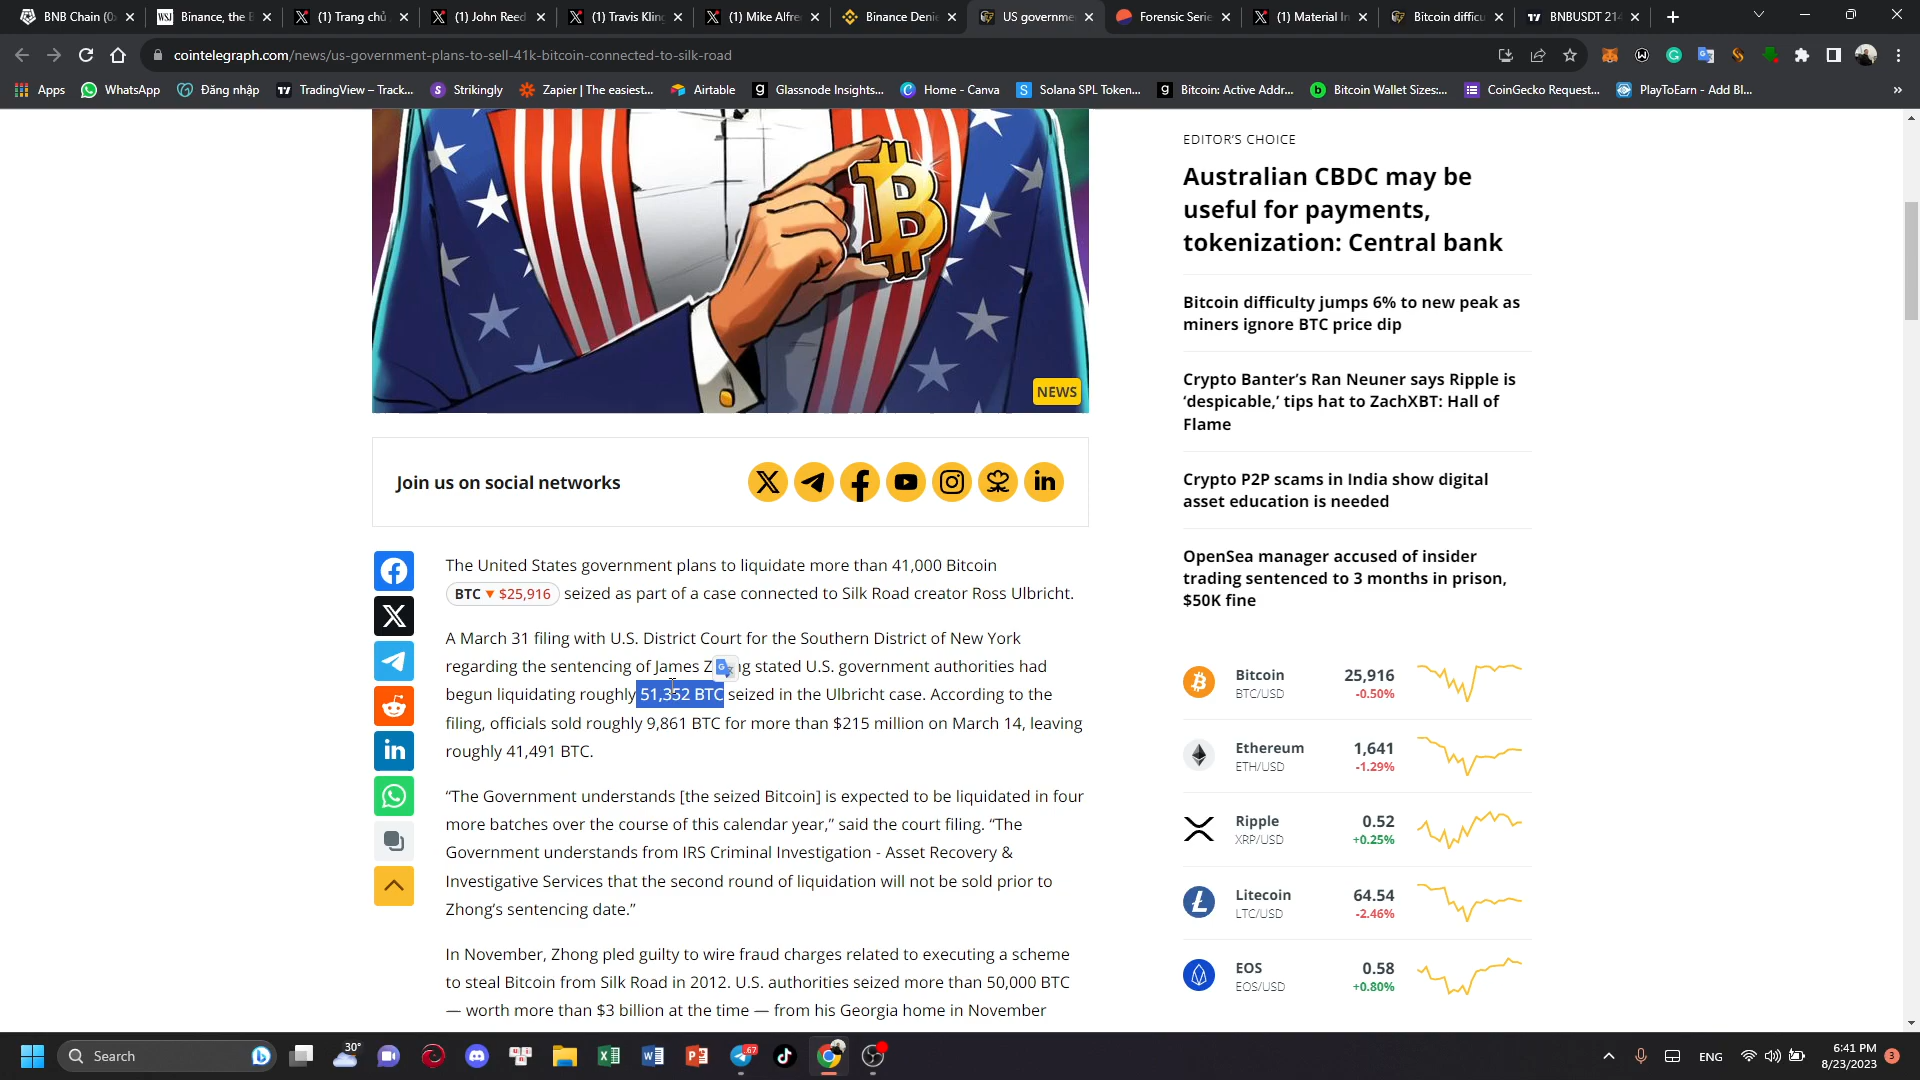 BNB Chain (0x
Binance, the B
(1) Trang chủ
(1) John Reed
(1) Travis Kling
(1) Mike Alfre
Binance Denie
US governme
Forensic Serie
(1) Material In
Bitcoin difficu
BNBUSDT 214
cointelegraph.com/news/us-government-plans-to-sell-41k-bitcoin-connected-to-silk-road
Apps
WhatsApp
Đăng nhập
TradingView – Track...
Strikingly
Zapier | The easiest...
Airtable
Glassnode Insights...
Home - Canva
Solana SPL Token...
Bitcoin: Active Addr...
Bitcoin Wallet Sizes:...
CoinGecko Request...
PlayToEarn - Add Bl...
NEWS
Join us on social networks
The United States government plans to liquidate more than 41,000 Bitcoin
BTC ▼ $25,916 seized as part of a case connected to Silk Road creator Ross Ulbricht.
A March 31 filing with U.S. District Court for the Southern District of New York
regarding the sentencing of James Z ng stated U.S. government authorities had
begun liquidating roughly 51,352 BTC seized in the Ulbricht case. According to the
filing, officials sold roughly 9,861 BTC for more than $215 million on March 14, leaving
roughly 41,491 BTC.
“The Government understands [the seized Bitcoin] is expected to be liquidated in four
more batches over the course of this calendar year,” said the court filing. “The
Government understands from IRS Criminal Investigation - Asset Recovery &
Investigative Services that the second round of liquidation will not be sold prior to
Zhong’s sentencing date.”
In November, Zhong pled guilty to wire fraud charges related to executing a scheme
to steal Bitcoin from Silk Road in 2012. U.S. authorities seized more than 50,000 BTC
— worth more than $3 billion at the time — from his Georgia home in November
EDITOR’S CHOICE
Australian CBDC may be
useful for payments,
tokenization: Central bank
Bitcoin difficulty jumps 6% to new peak as
miners ignore BTC price dip
Crypto Banter’s Ran Neuner says Ripple is
‘despicable,’ tips hat to ZachXBT: Hall of
Flame
Crypto P2P scams in India show digital
asset education is needed
OpenSea manager accused of insider
trading sentenced to 3 months in prison,
$50K fine
Bitcoin 25,916
BTC/USD -0.50%
Ethereum 1,641
ETH/USD -1.29%
Ripple 0.52
XRP/USD +0.25%
Litecoin 64.54
LTC/USD -2.46%
EOS 0.58
EOS/USD +0.80%
Search
30°
67
ENG
6:41 PM
8/23/2023
3